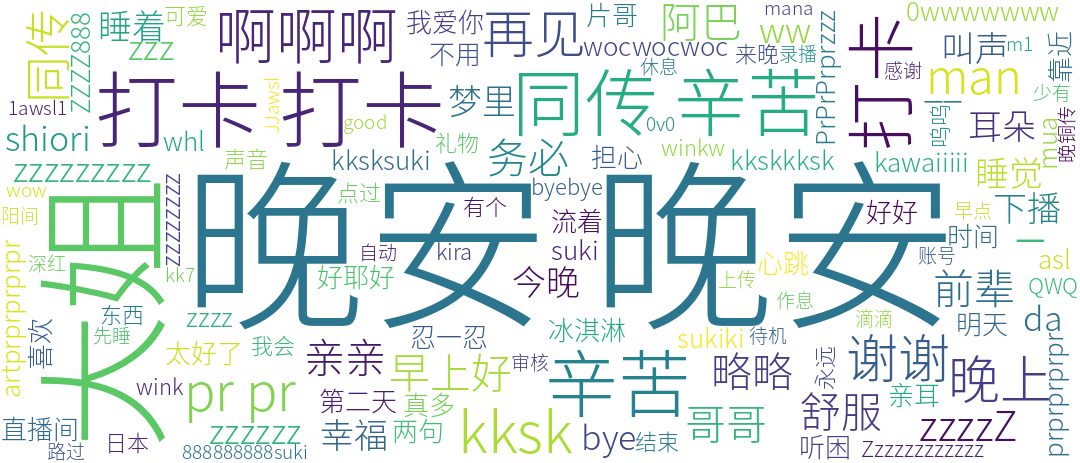 同传
zzzz888
睡着
可爱
zzz
啊啊啊
我爱你
不用
再见
片哥
wocwocwoc
阿巴
mana
ww
来晚
录播
PrPrPrprzzz
打卡
0wwwwwww
叫声
m1
靠近
感谢
man
少有
1awsl1
JJawsl
打卡打卡
good
梦里
同传
休息
辛苦
0v0
耳朵
呜呜
mua
晚铜传
shiori
whl
礼物
务必
担心
winkw
kkskkksk
kawaiiiii
睡觉
zzzzzzzzz
声音
kksksuki
点过
byebye
wow
大姐
zzzzzzzzz
晚安
晚安
有个
流着
suki
好好
早点
下播
阳间
自动
kira
今晚
时间
一
深红
kk7
好耶好
心跳
上传
账号
前辈
asl
QWQ
artprprprpr
东西
先睡
zzzz
忍一忍
冰淇淋
sukiki
待机
作息
滴滴
明天
da
喜欢
太好了
我会
亲亲
早上好
审核
辛苦
略略
永远
谢谢
晚上
prprprprpr
wink
pr pr
第二天
真多
舒服
亲耳
直播间
日本
zzzzzz
幸福
两句
kksk
bye
哥哥
结束
听困
zzzzZ
路过
888888888suki
Zzzzzzzzzzzz